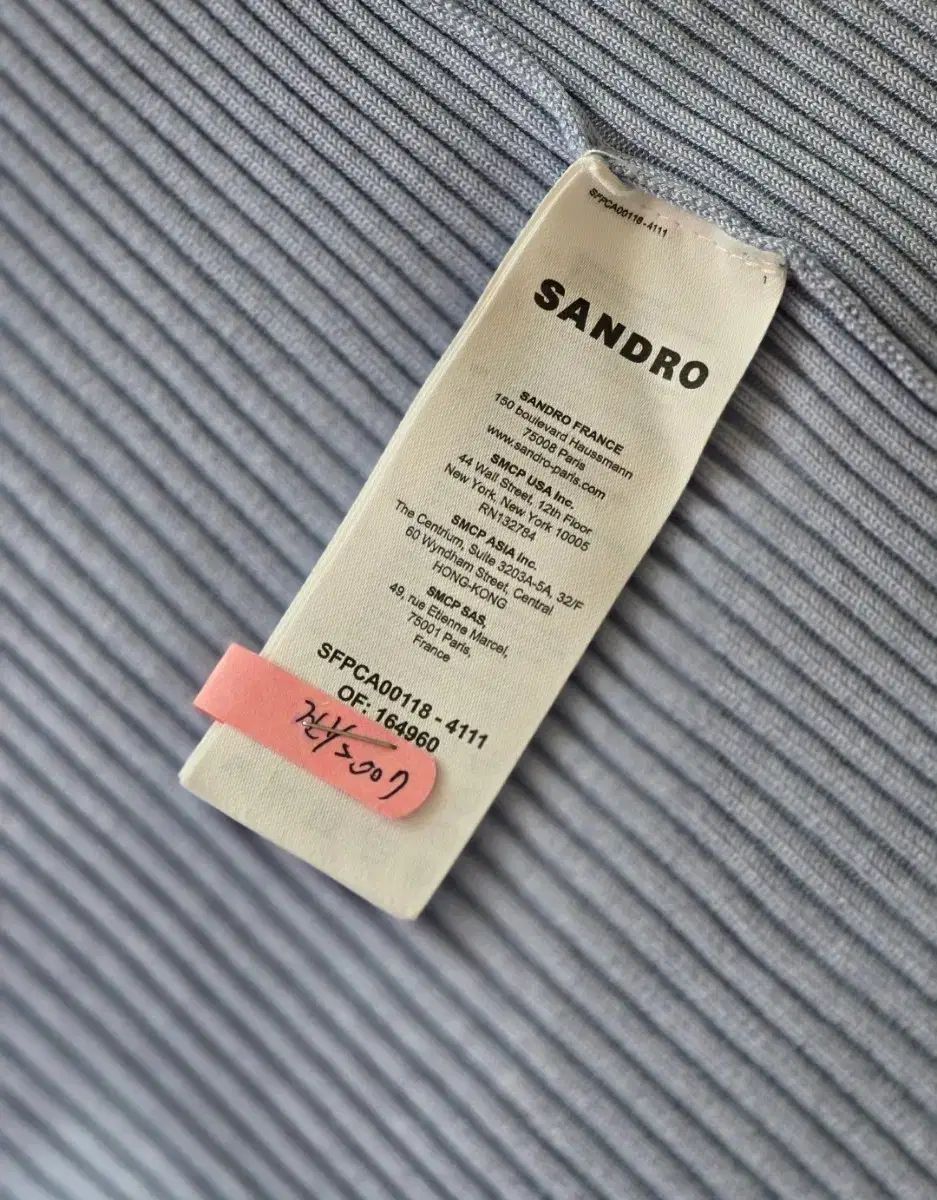 SFPCA00118-4111
1
SANDRO
SANDRO FRANCE
150 boulevard Haussmann
75008 Paris
www.sandro-paris.com
SMCP USA Inc.
44 Wall Street, 12th Floor
New York, New York 10005
RN132784
SMCP ASIA Inc.
The Centrium, Suite 3203A-5A, 32/F
60 Wyndham Street, Central
HONG-KONG
SMCP SAS,
49, rue Etienne Marcel,
75001 Paris,
France
SFPCA00118 - 4111
OF: 164960